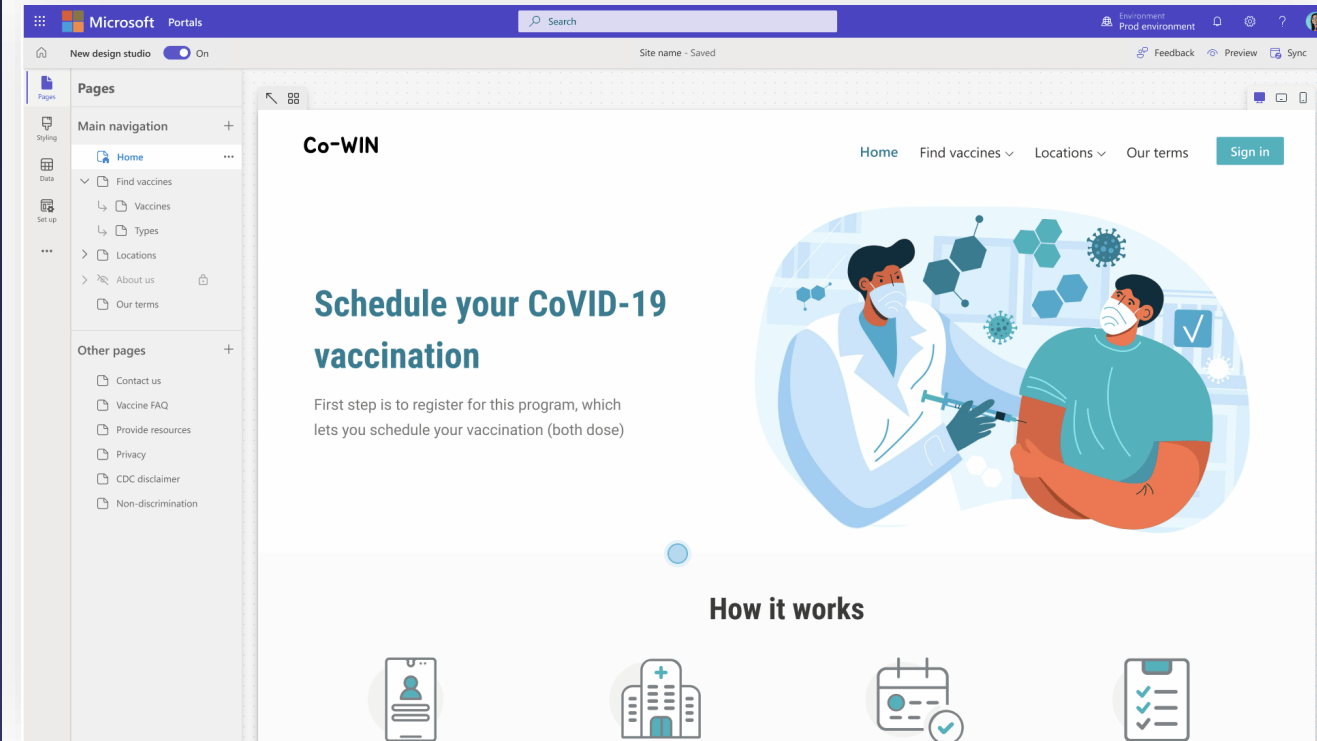 Microsoft Portals
Search
Environment
Prod environment
?
New design studio On
Site name - Saved
Feedback Preview Sync
Pages
Styling
Data
Set up
Pages
Main navigation
Home
Find vaccines
Vaccines
Types
Locations
About us
Our terms
Other pages
Contact us
Vaccine FAQ
Provide resources
Privacy
CDC disclaimer
Non-discrimination
Co-WIN
Home Find vaccines Locations Our terms Sign in
Schedule your CoVID-19
vaccination
First step is to register for this program, which
lets you schedule your vaccination (both dose)
How it works